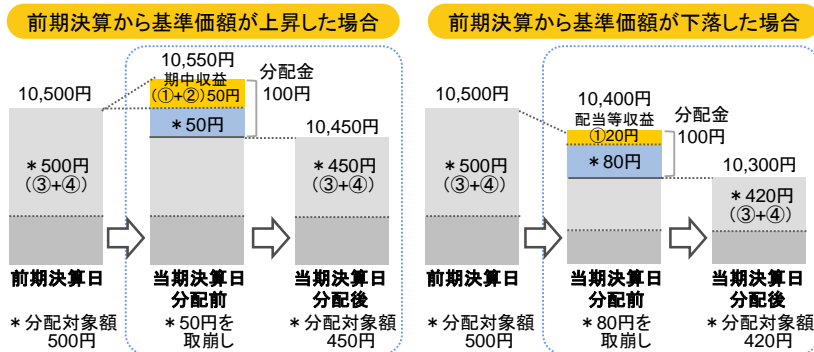 前期決算から基準価額が上昇した場合
10,550円
期中収益
(①+②)50円
分配金
100円
10,500円
*50円
10,450円
*500円
(③+④)
*450円
(③+④)
前期決算日
当期決算日
分配前
当期決算日
分配後
*分配対象額
500円
*50円を
取崩し
*分配対象額
450円
前期決算から基準価額が下落した場合
10,500円
10,400円
配当等収益
①20円
分配金
100円
*80円
10,300円
*500円
(③+④)
*420円
(③+④)
前期決算日
当期決算日
分配前
当期決算日
分配後
*分配対象額
500円
*80円を
取崩し
*分配対象額
420円